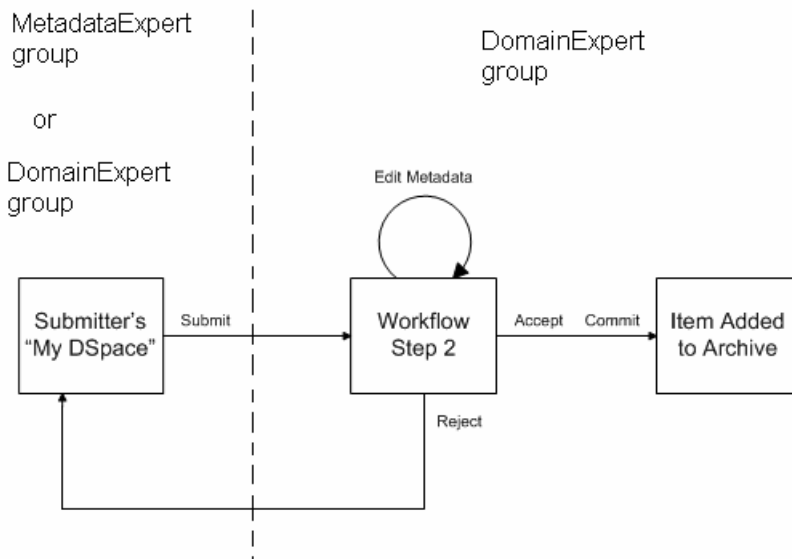 MetadataExpert
group
or
DomainExpert
group
DomainExpert
group
Edit Metadata
Submitter's
“My DSpace”
Submit
Workflow
Step 2
Accept
Commit
Item Added
to Archive
Reject